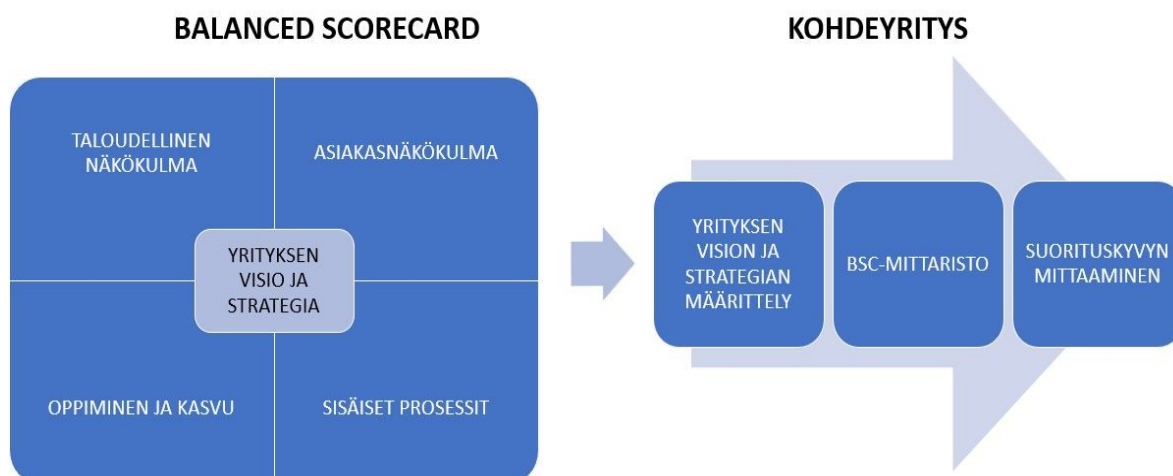 BALANCED SCORECARD
TALOUDELLINEN
NÄKÖKULMA
ASIAKASNÄKÖKULMA
YRITYKSEN
VISIO JA
STRATEGIA
OPPIMINEN JA KASVU
SISÄISET PROSESSIT
KOHDEYRITYS
YRITYKSEN
VISION JA
STRATEGIAN
MÄÄRITTELY
BSC-MITTARISTO
SUORITUSKYVYN
MITTAAMINEN